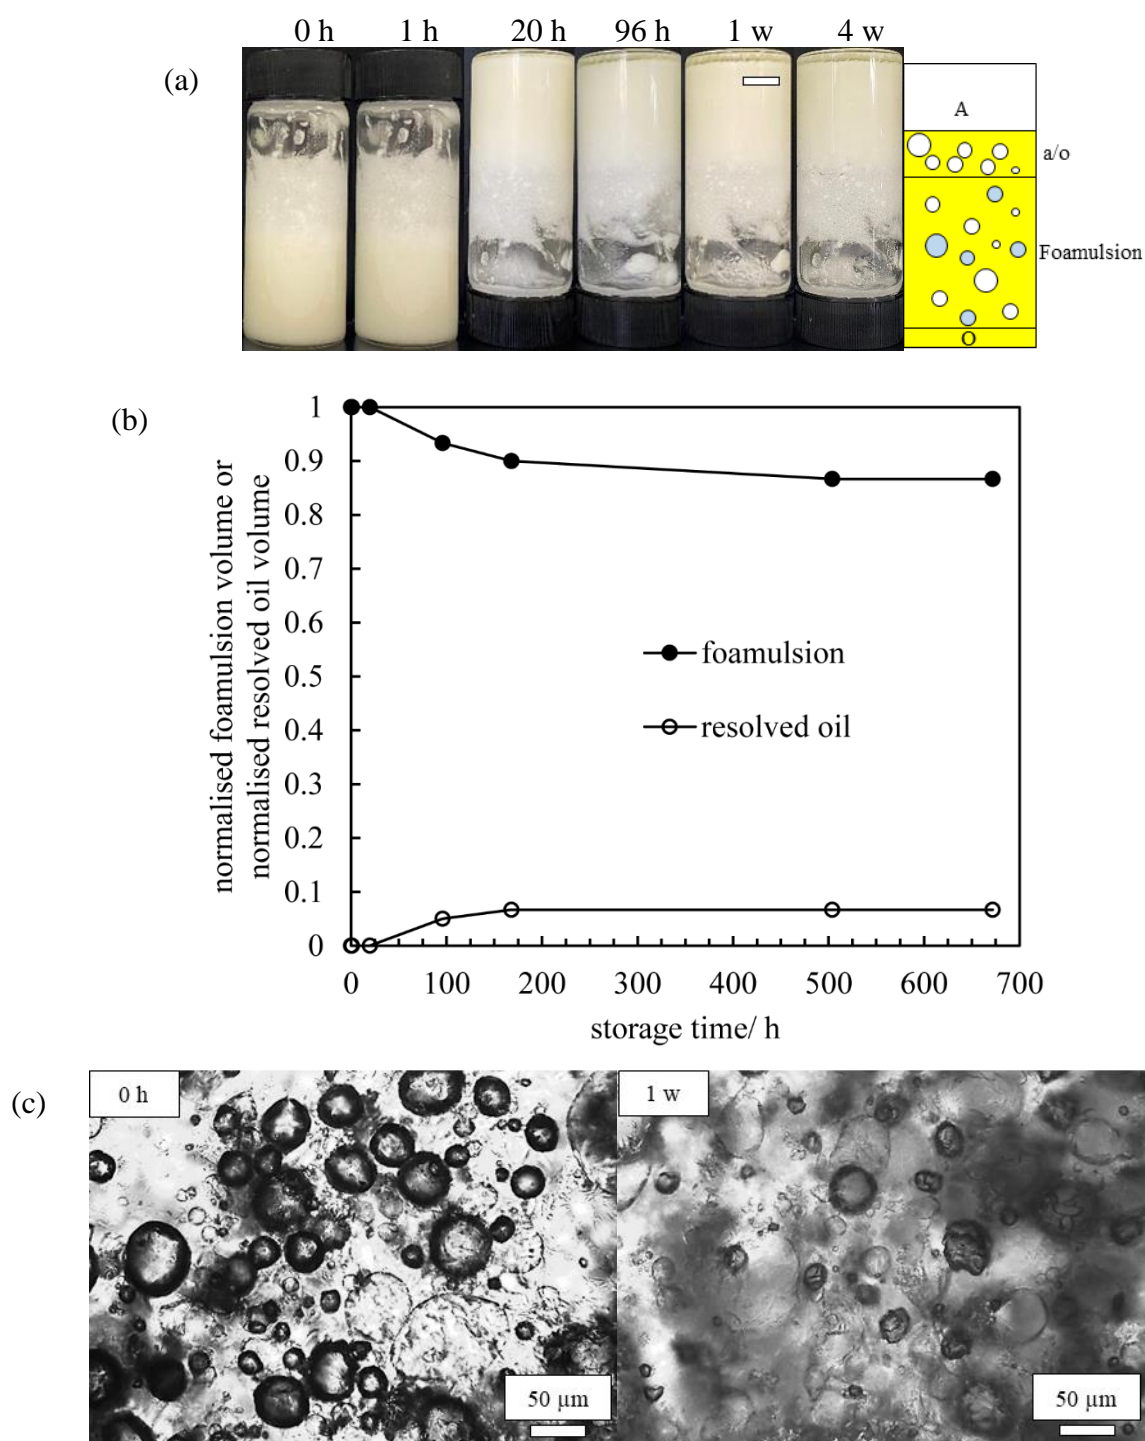 0 h 1 h 20 h 96 h 1 w 4 w
(a)
A
a/o
Foamulsion
O
(b)
normalised foamulsion volume or
normalised resolved oil volume
1
0.9
0.8
0.7
0.6
0.5
0.4
0.3
0.2
0.1
0
foamulsion
resolved oil
0 100 200 300 400 500 600 700
storage time/ h
(c)
0 h
1 w
50 µm
50 µm